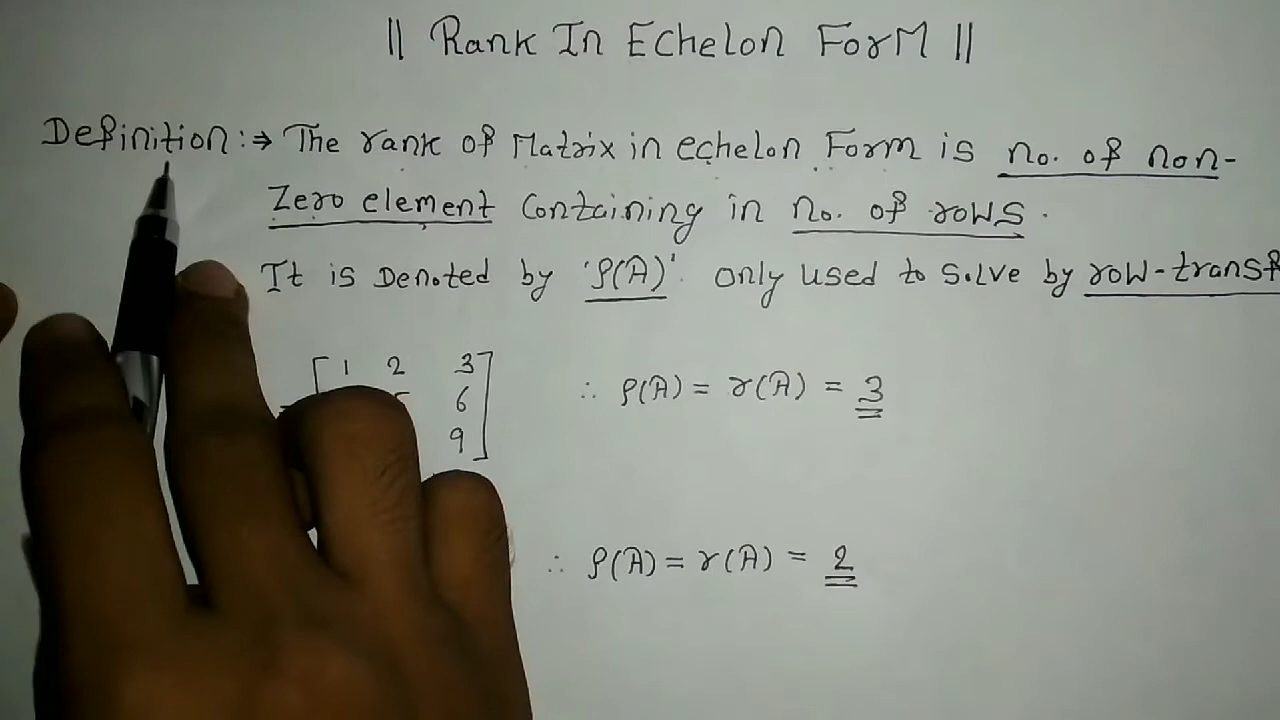 || Rank In Echelon Form ||
Definition:⇒ The rank of Matrix in echelon Form is no. of non-
Zero element Containing in no. of rows.
It is Denoted by 'ρ(A)'. only used to Solve by row-transf
1 2 3
6
9
∴ ρ(A) = r(A) = 3
∴ ρ(A) = r(A) = 2